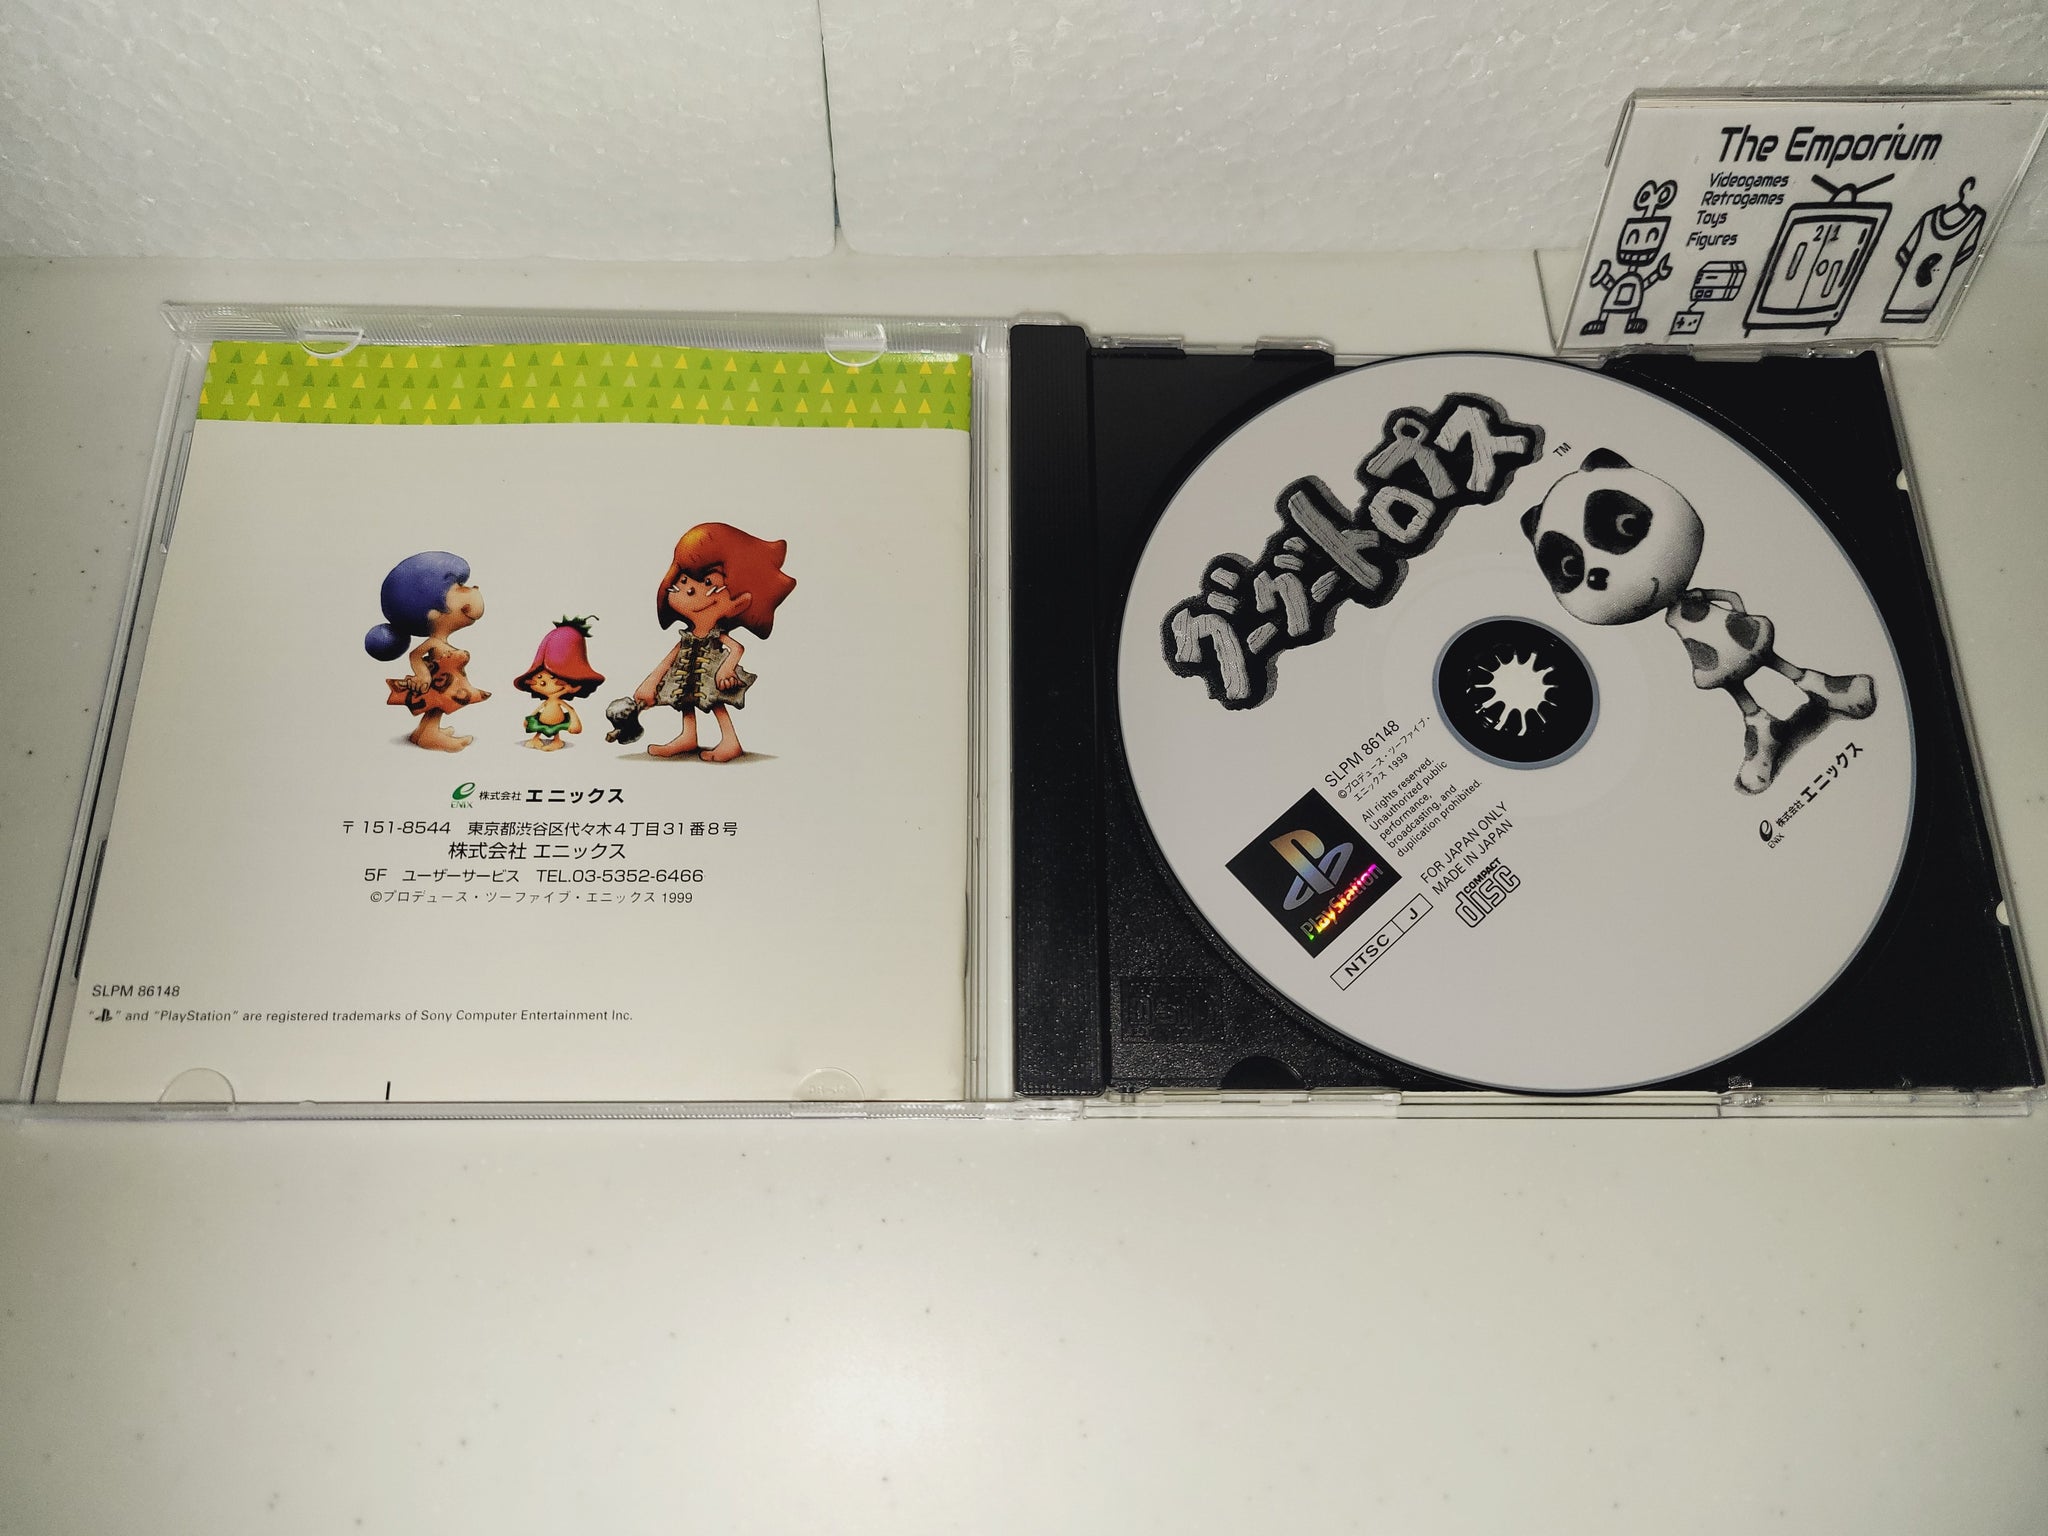 The Emporium
Videogames
Retrogames
Toys
Figures
21
ENIX 株式会社 エニックス
〒151-8544 東京都渋谷区代々木4丁目31番8号
株式会社 エニックス
5F ユーザーサービス TEL.03-5352-6466
©プロデュース・ツーファイブ・エニックス 1999
SLPM 86148
" " and "PlayStation" are registered trademarks of Sony Computer Entertainment Inc.
グーグートロプス TM
SLPM 86148
©プロデュース・ツーファイブ・
エニックス 1999
All rights reserved.
Unauthorized public
performance,
broadcasting, and
duplication prohibited.
FOR JAPAN ONLY
MADE IN JAPAN
PlayStation
NTSC J
COMPACT
disc
ENIX 株式会社 エニックス